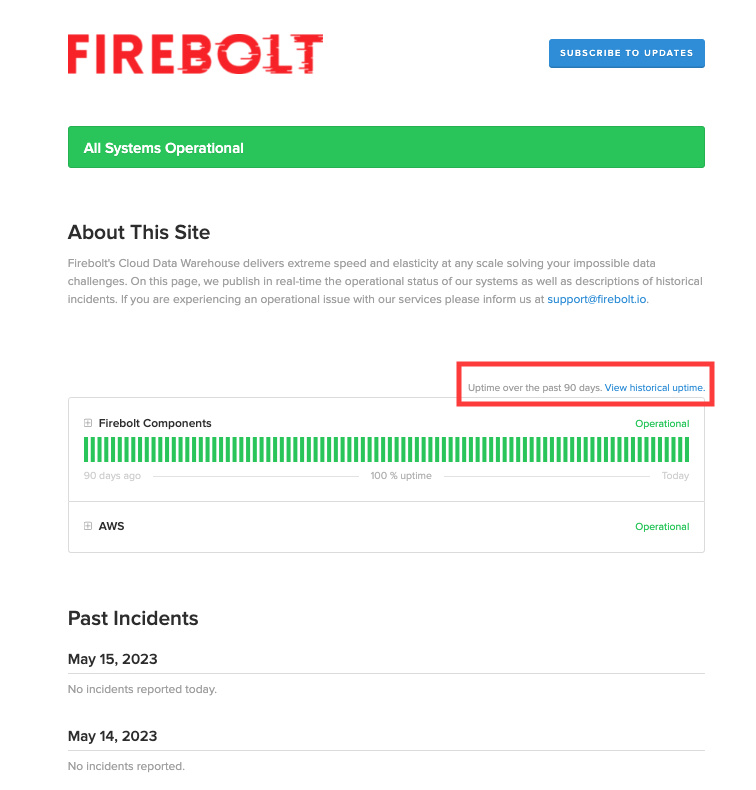 FIREBOLT
SUBSCRIBE TO UPDATES
All Systems Operational
About This Site
Firebolt's Cloud Data Warehouse delivers extreme speed and elasticity at any scale solving your impossible data
challenges. On this page, we publish in real-time the operational status of our systems as well as descriptions of historical
incidents. If you are experiencing an operational issue with our services please inform us at support@firebolt.io.
Uptime over the past 90 days. View historical uptime.
Firebolt Components
Operational
90 days ago
100 % uptime
Today
AWS
Operational
Past Incidents
May 15, 2023
No incidents reported today.
May 14, 2023
No incidents reported.